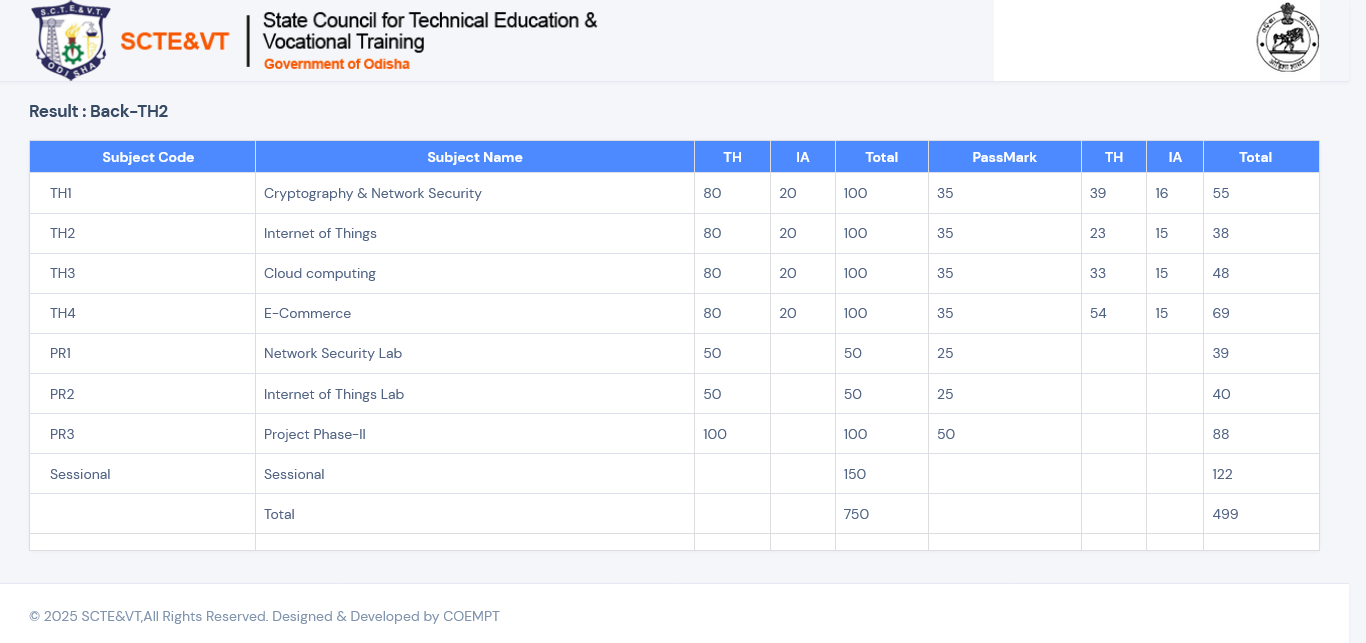 S.C.T.E.&V.T.
ODISHA
SCTE&VT
State Council for Technical Education &
Vocational Training
Government of Odisha
Result : Back-TH2
Subject Code Subject Name TH IA Total PassMark TH IA Total
TH1 Cryptography & Network Security 80 20 100 35 39 16 55
TH2 Internet of Things 80 20 100 35 23 15 38
TH3 Cloud computing 80 20 100 35 33 15 48
TH4 E-Commerce 80 20 100 35 54 15 69
PR1 Network Security Lab 50 50 25 39
PR2 Internet of Things Lab 50 50 25 40
PR3 Project Phase-II 100 100 50 88
Sessional Sessional 150 122
Total 750 499
© 2025 SCTE&VT,All Rights Reserved. Designed & Developed by COEMPT